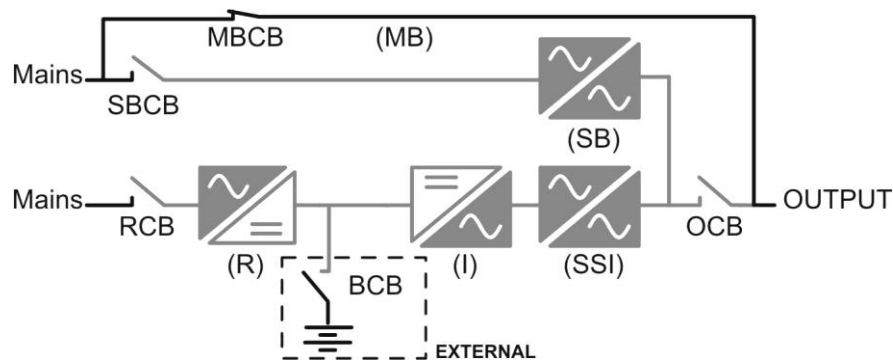 MBCB (MB)
Mains
SBCB
(SB)
Mains
OUTPUT
RCB
OCB
(R)
BCB
(I)
(SSI)
EXTERNAL